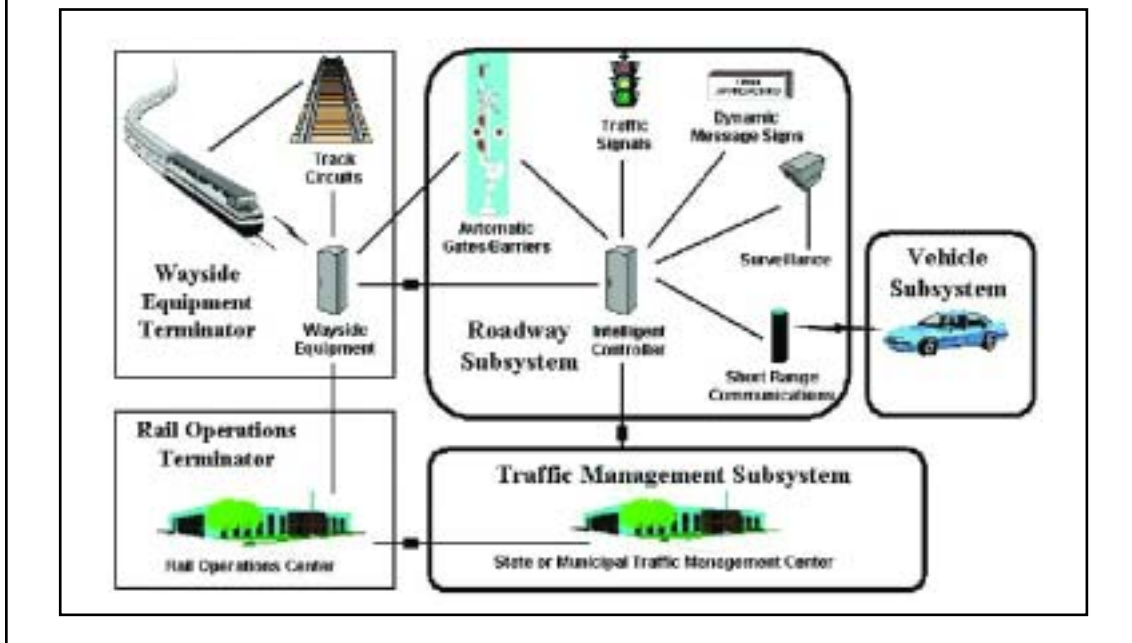 Track
Circuits
Wayside
Equipment
Terminator
Wayside
Equipment
Automatic
Gates/Barriers
Traffic
Signals
Dynamic
Message Signs
Surveillance
Roadway
Subsystem
Intelligent
Controller
Short Range
Communications
Vehicle
Subsystem
Rail Operations
Terminator
Rail Operations Center
Traffic Management Subsystem
State or Municipal Traffic Management Center